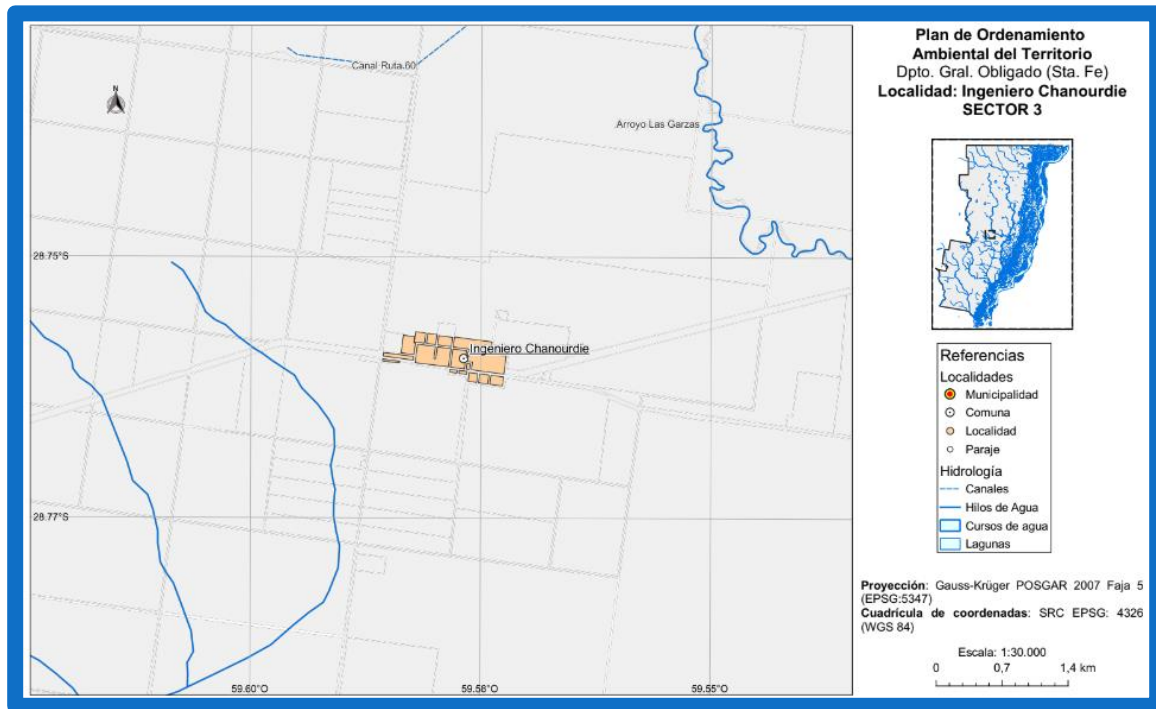 Canal Ruta 60
N
Arroyo Las Garzas
28.75°S
Ingeniero Chanourdie
28.77°S
59.60°O
59.58°O
59.55°O
Plan de Ordenamiento
Ambiental del Territorio
Dpto. Gral. Obligado (Sta. Fe)
Localidad: Ingeniero Chanourdie
SECTOR 3
Referencias
Localidades
Municipalidad
Comuna
Localidad
Paraje
Hidrología
Canales
Hilos de Agua
Cursos de agua
Lagunas
Proyección: Gauss-Krüger POSGAR 2007 Faja 5
(EPSG:5347)
Cuadrícula de coordenadas: SRC EPSG: 4326
(WGS 84)
Escala: 1:30.000
0 0,7 1,4 km